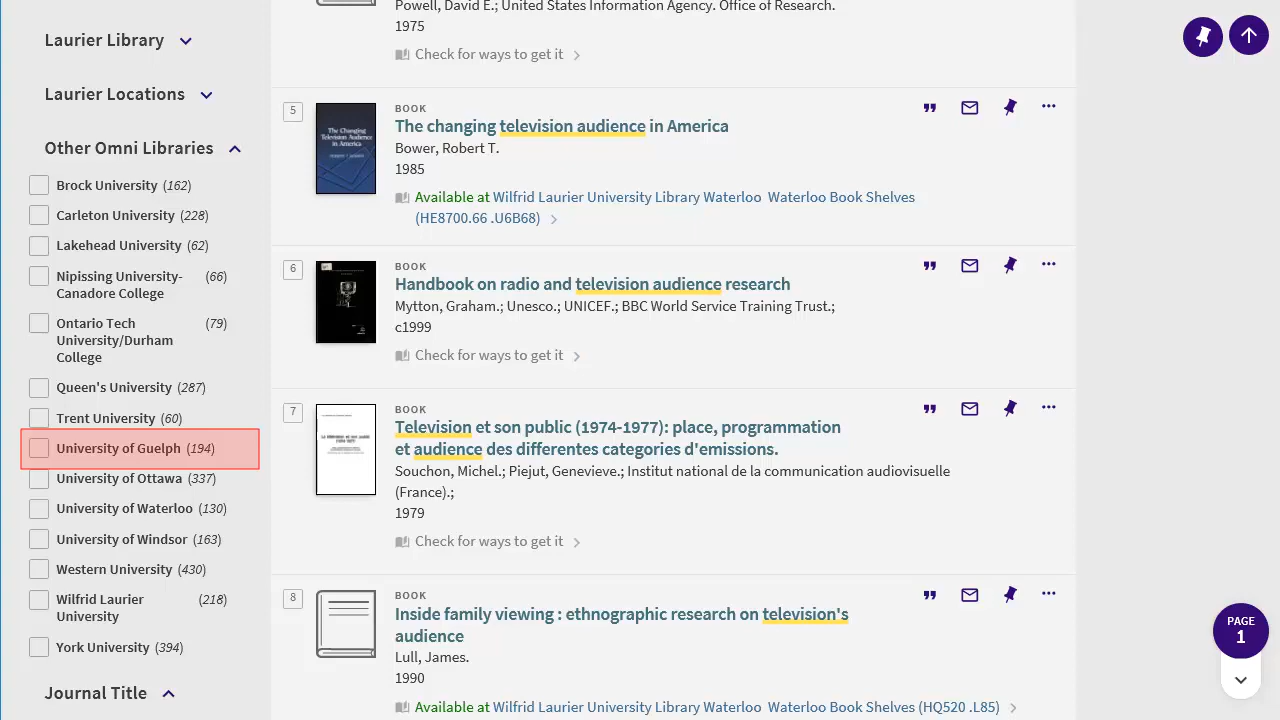 Laurier Library
Laurier Locations
Other Omni Libraries
Brock University (162)
Carleton University (228)
Lakehead University (62)
Nipissing University- (66)
Canadore College
Ontario Tech (79)
University/Durham
College
Queen's University (287)
Trent University (60)
University of Guelph (194)
University of Ottawa (337)
University of Waterloo (130)
University of Windsor (163)
Western University (430)
Wilfrid Laurier (218)
University
York University (394)
Journal Title
Powell, David E.; United States Information Agency. Office of Research.
1975
Check for ways to get it
5
The Changing
Television Audience
in America
BOOK
The changing television audience in America
Bower, Robert T.
1985
Available at Wilfrid Laurier University Library Waterloo Waterloo Book Shelves
(HE8700.66 .U6B68)
6
BOOK
Handbook on radio and television audience research
Mytton, Graham.; Unesco.; UNICEF.; BBC World Service Training Trust.;
c1999
Check for ways to get it
7
BOOK
Television et son public (1974-1977): place, programmation
et audience des differentes categories d'emissions.
Souchon, Michel.; Piejut, Genevieve.; Institut national de la communication audiovisuelle
(France).;
1979
Check for ways to get it
8
BOOK
Inside family viewing : ethnographic research on television's
audience
Lull, James.
1990
Available at Wilfrid Laurier University Library Waterloo Waterloo Book Shelves (HQ520 .L85)
PAGE
1